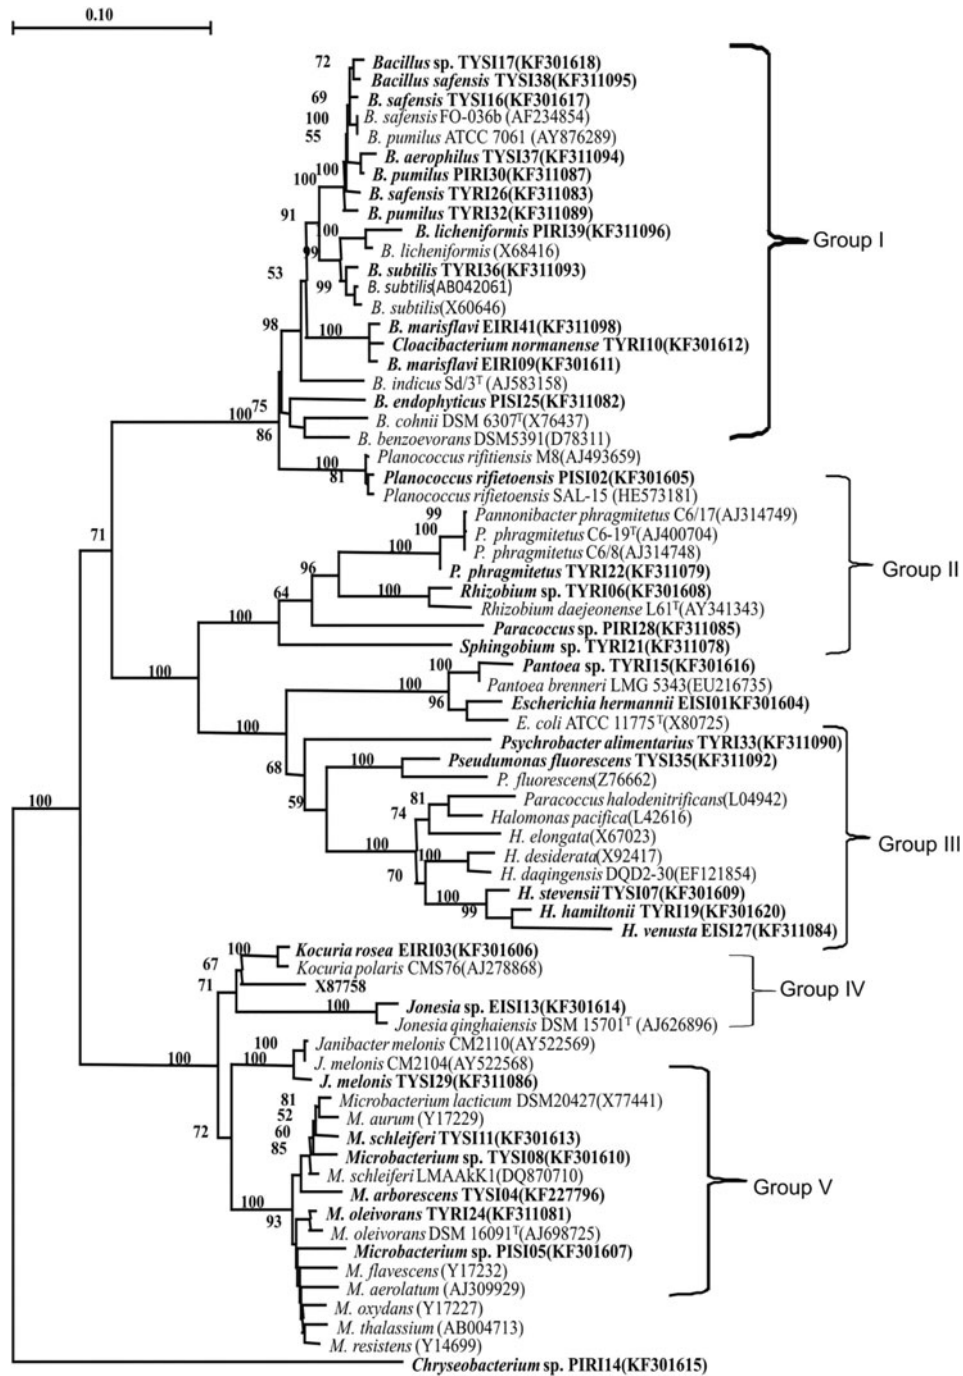 0.10
72
Bacillus sp. TYSI17(KF301618)
Bacillus safensis TYSI38(KF311095)
69
B. safensis TYSI16(KF301617)
100
B. safensis FO-036b (AF234854)
55
B. pumilus ATCC 7061 (AY876289)
B. aerophilus TYSI37(KF311094)
100
100
B. pumilus PIRI30(KF311087)
B. safensis TYRI26(KF311083)
91
B. pumilus TYRI32(KF311089)
00
B. licheniformis PIRI39(KF311096)
Group I
99
B. licheniformis (X68416)
53
B. subtilis TYRI36(KF311093)
99
B. subtilis(AB042061)
B. subtilis(X60646)
98
100
B. marisflavi EIRI41(KF311098)
Cloacibacterium normanense TYRI10(KF301612)
B. marisflavi EIRI09(KF301611)
B. indicus Sd/3T (AJ583158)
B. endophyticus PISI25(KF311082)
100
75
B. cohnii DSM 6307T(X76437)
86
B. benzoevorans DSM5391(D78311)
Planococcus rifitiensis M8(AJ493659)
100
81
Planococcus rifietoensis PISI02(KF301605)
Planococcus rifietoensis SAL-15 (HE573181)
99
Pannonibacter phragmitetus C6/17(AJ314749)
71
100
P. phragmitetus C6-19T(AJ400704)
100
P. phragmitetus C6/8(AJ314748)
96
P. phragmitetus TYRI22(KF311079)
Group II
64
100
Rhizobium sp. TYRI06(KF301608)
Rhizobium daejeonense L61T(AY341343)
100
Paracoccus sp. PIRI28(KF311085)
Sphingobium sp. TYRI21(KF311078)
100
100
Pantoea sp. TYRI15(KF301616)
100
Pantoea brenneri LMG 5343(EU216735)
96
Escherichia hermannii EISI01KF301604)
100
E. coli ATCC 11775T(X80725)
Psychrobacter alimentarius TYRI33(KF311090)
68
100
Pseudumonas fluorescens TYSI35(KF311092)
P. fluorescens(Z76662)
100
59
81
Paracoccus halodenitrificans(L04942)
74
Halomonas pacifica(L42616)
H. elongata(X67023)
Group III
100
100
H. desiderata(X92417)
70
H. daqingensis DQD2-30(EF121854)
100
H. stevensii TYSI07(KF301609)
99
H. hamiltonii TYRI19(KF301620)
H. venusta EISI27(KF311084)
100
Kocuria rosea EIRI03(KF301606)
67
Kocuria polaris CMS76(AJ278868)
71
X87758
Group IV
100
Jonesia sp. EISI13(KF301614)
Jonesia qinghaiensis DSM 15701T (AJ626896)
100
Janibacter melonis CM2110(AY522569)
100
100
J. melonis CM2104(AY522568)
J. melonis TYSI29(KF311086)
81
Microbacterium lacticum DSM20427(X77441)
52
M. aurum (Y17229)
72
60
M. schleiferi TYSI11(KF301613)
85
Microbacterium sp. TYSI08(KF301610)
M. schleiferi LMAAkK1(DQ870710)
Group V
100
M. arborescens TYSI04(KF227796)
93
M. oleivorans TYRI24(KF311081)
M. oleivorans DSM 16091T(AJ698725)
Microbacterium sp. PISI05(KF301607)
M. flavescens (Y17232)
M. aerolatum (AJ309929)
M. oxydans (Y17227)
M. thalassium (AB004713)
M. resistens (Y14699)
Chryseobacterium sp. PIRI14(KF301615)